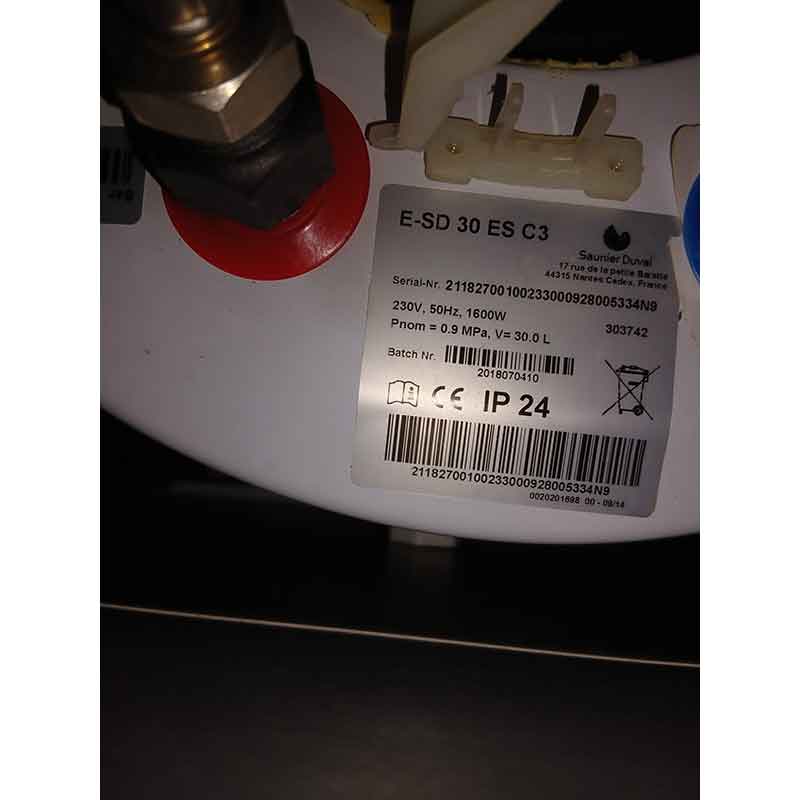 E-SD 30 ES C3
Saunier Duval
17 rue de la petite Baratte
44315 Nantes Cedex, France
Serial-Nr. 21182700100233000928005334N9
230V, 50Hz, 1600W
303742
Pnom = 0.9 MPa, V= 30.0 L
Batch Nr.
2018070410
CE IP 24
21182700100233000928005334N9
0020201698 00 - 09/14